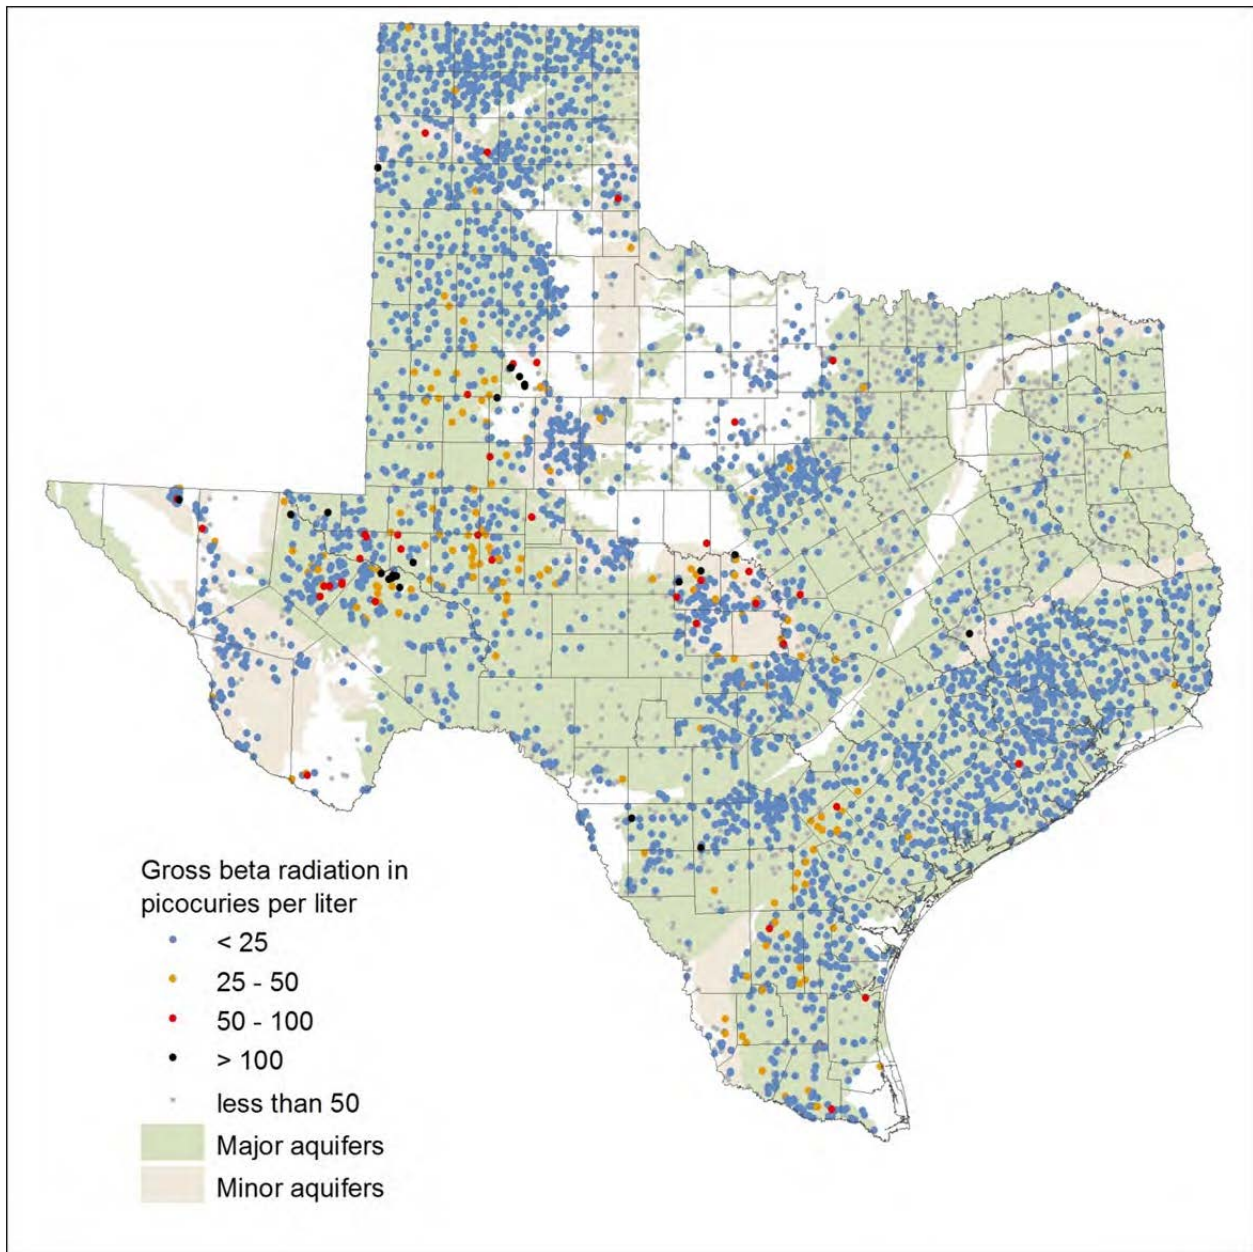 Gross beta radiation in
picocuries per liter
< 25
25 - 50
50 - 100
> 100
less than 50
Major aquifers
Minor aquifers